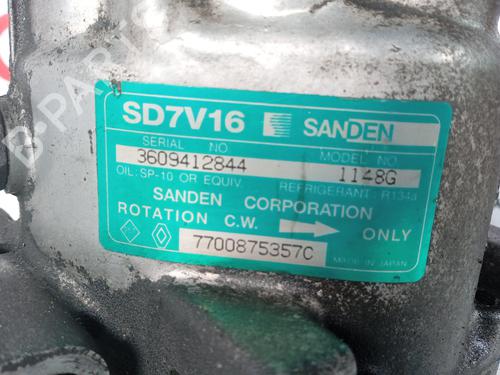 SD7V16 SANDEN
SERIAL NO
3609412844
MODEL NO.
1148G
OIL: SP-10 OR EQUIV.
REFRIGERANT: R134a
SANDEN CORPORATION
ROTATION C.W. ONLY
7700875357C
MADE IN JAPAN
B-PARTS